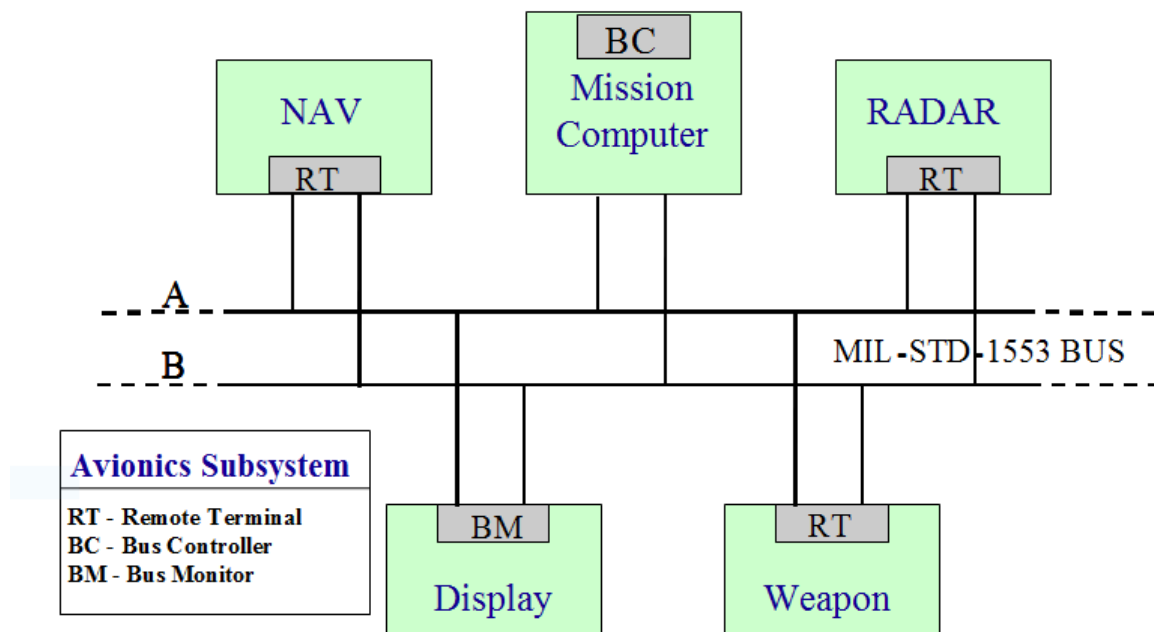 BC
Mission
Computer
NAV
RT
RADAR
RT
A
B
MIL-STD-1553 BUS
Avionics Subsystem
RT - Remote Terminal
BC - Bus Controller
BM - Bus Monitor
BM
Display
RT
Weapon